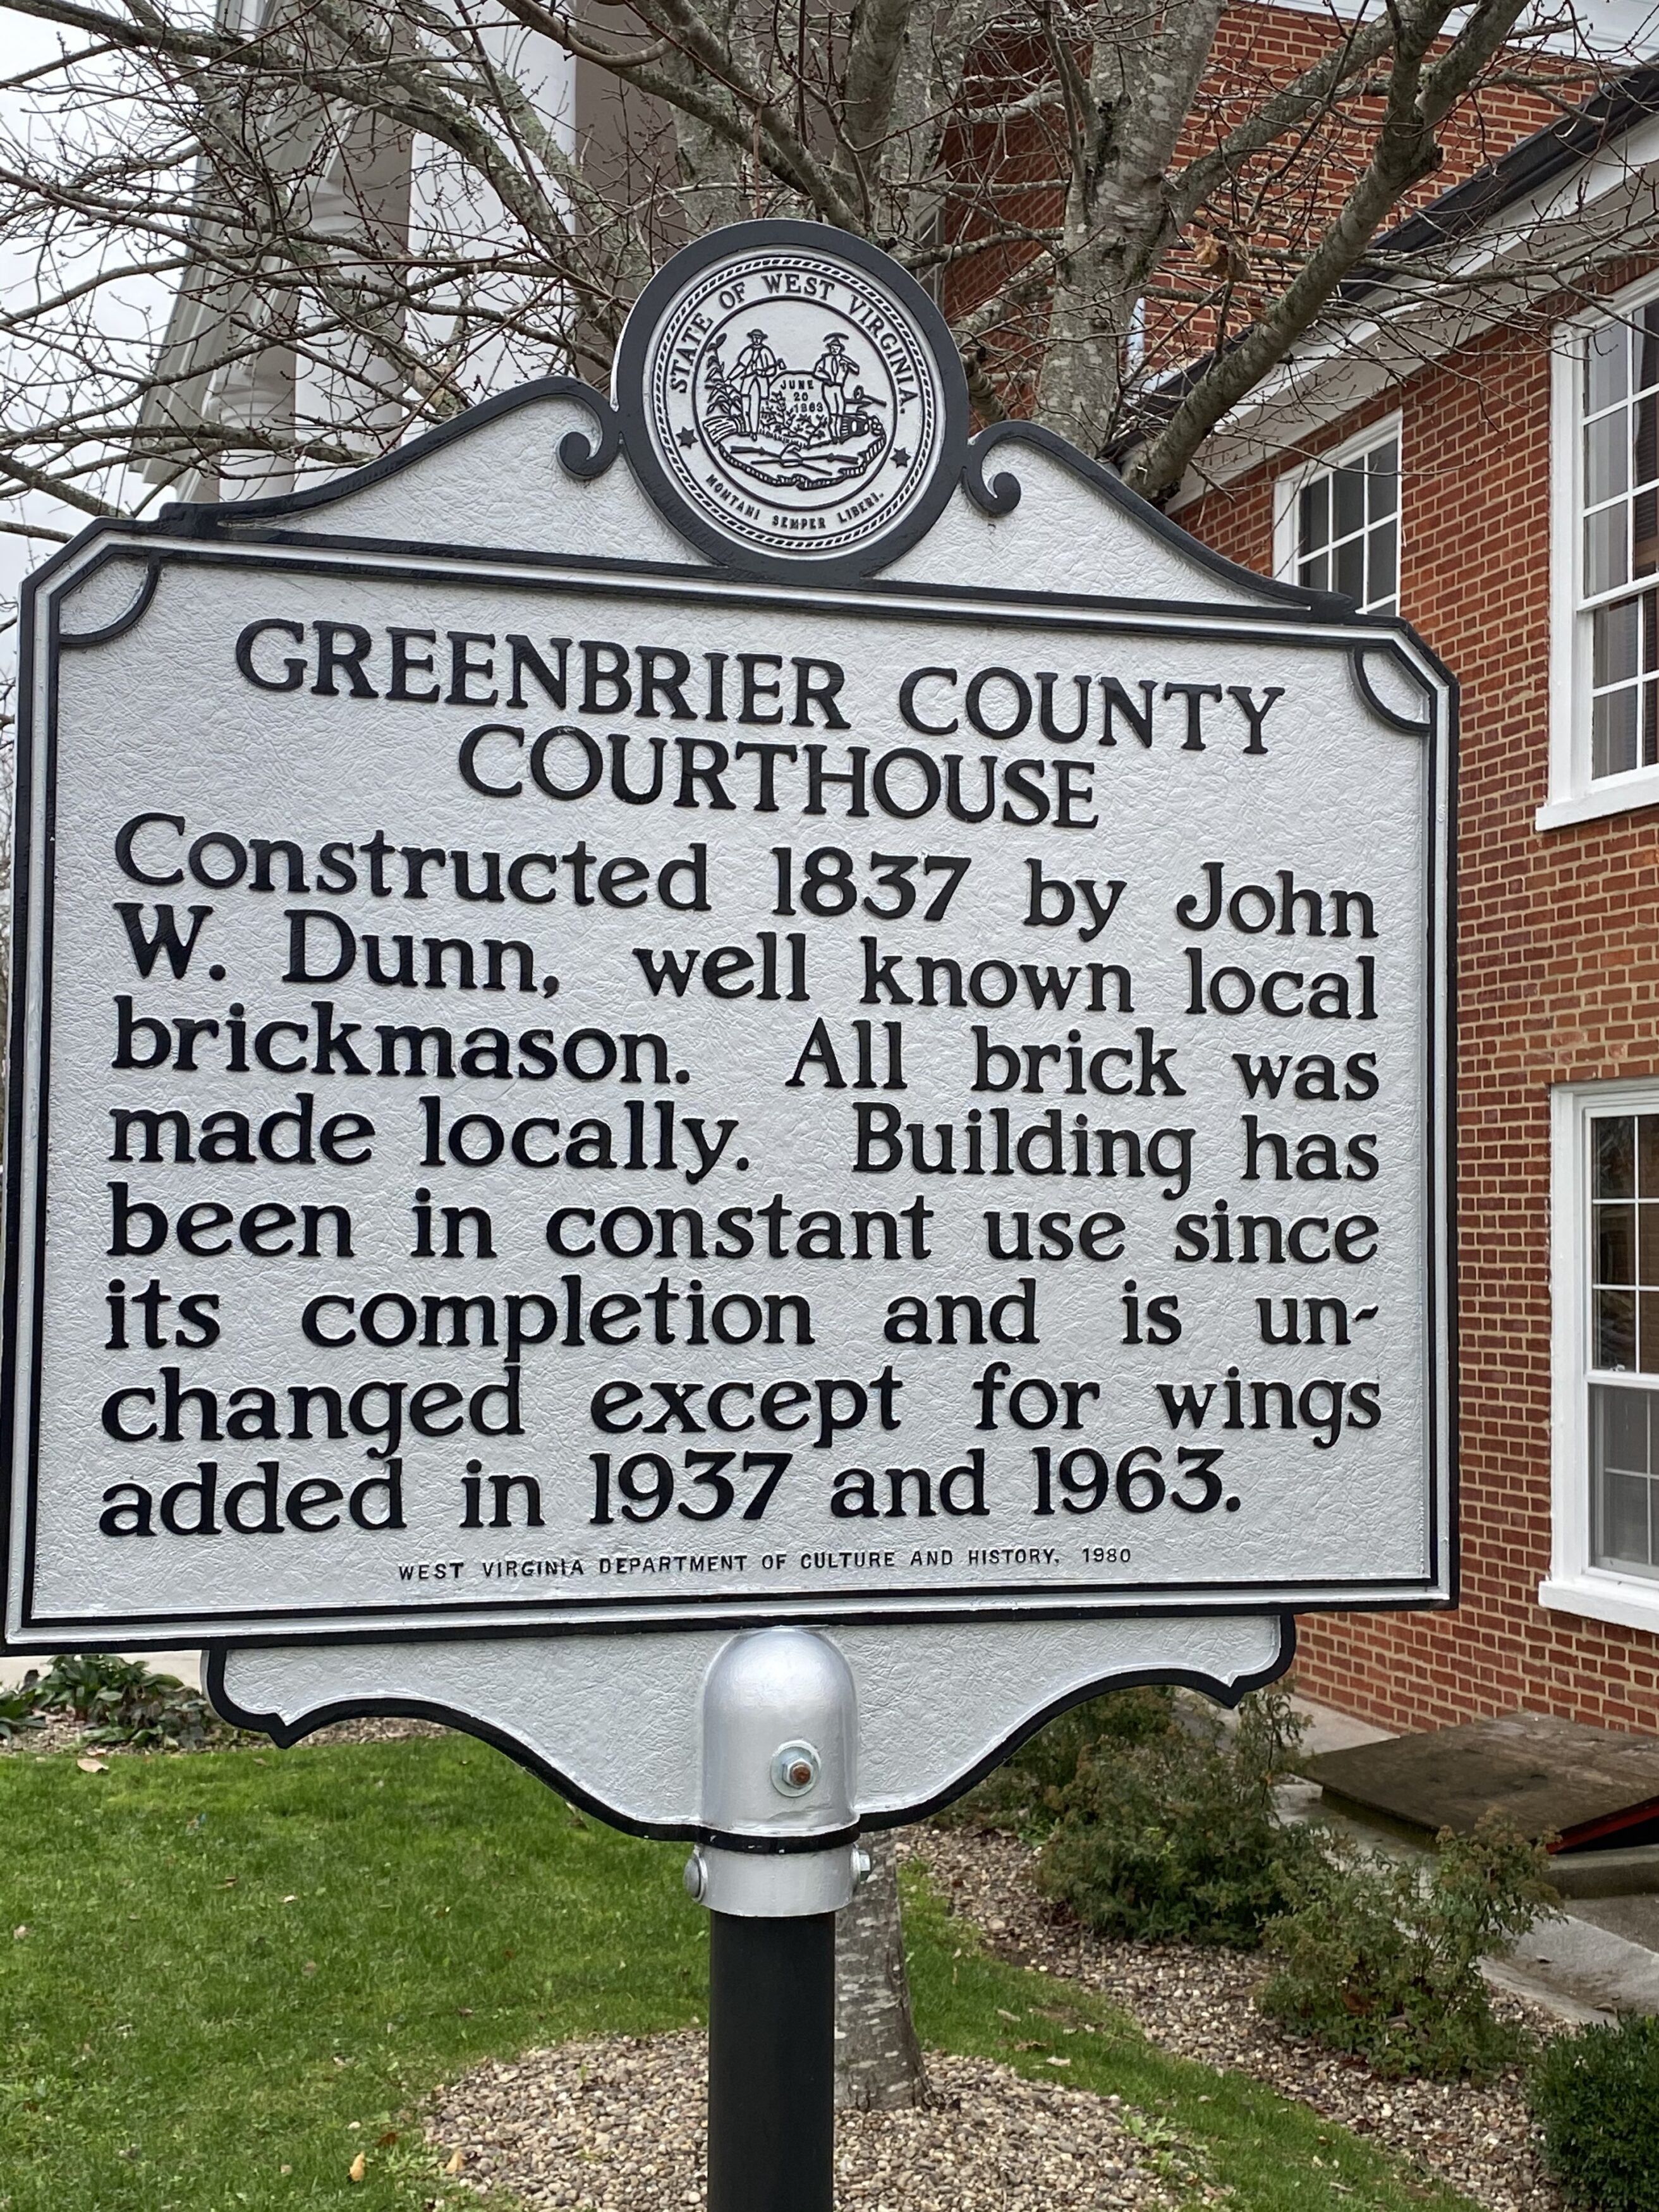 STATE OF WEST VIRGINIA.
JUNE
20
1863
MONTANI SEMPER LIBERI.
GREENBRIER COUNTY
COURTHOUSE
Constructed 1837 by John
W. Dunn, well known local
brickmason. All brick was
made locally. Building has
been in constant use since
its completion and is un-
changed except for wings
added in 1937 and 1963.
WEST VIRGINIA DEPARTMENT OF CULTURE AND HISTORY, 1980